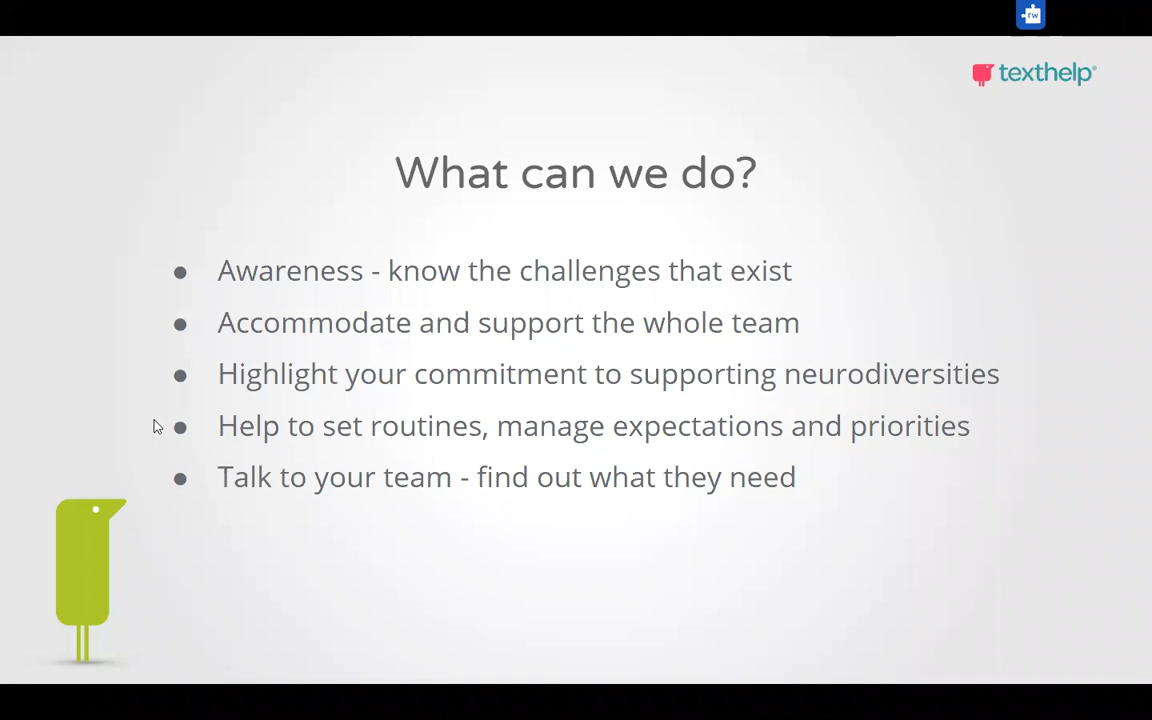 rw
texthelp®
What can we do?
● Awareness - know the challenges that exist
● Accommodate and support the whole team
● Highlight your commitment to supporting neurodiversities
● Help to set routines, manage expectations and priorities
● Talk to your team - find out what they need